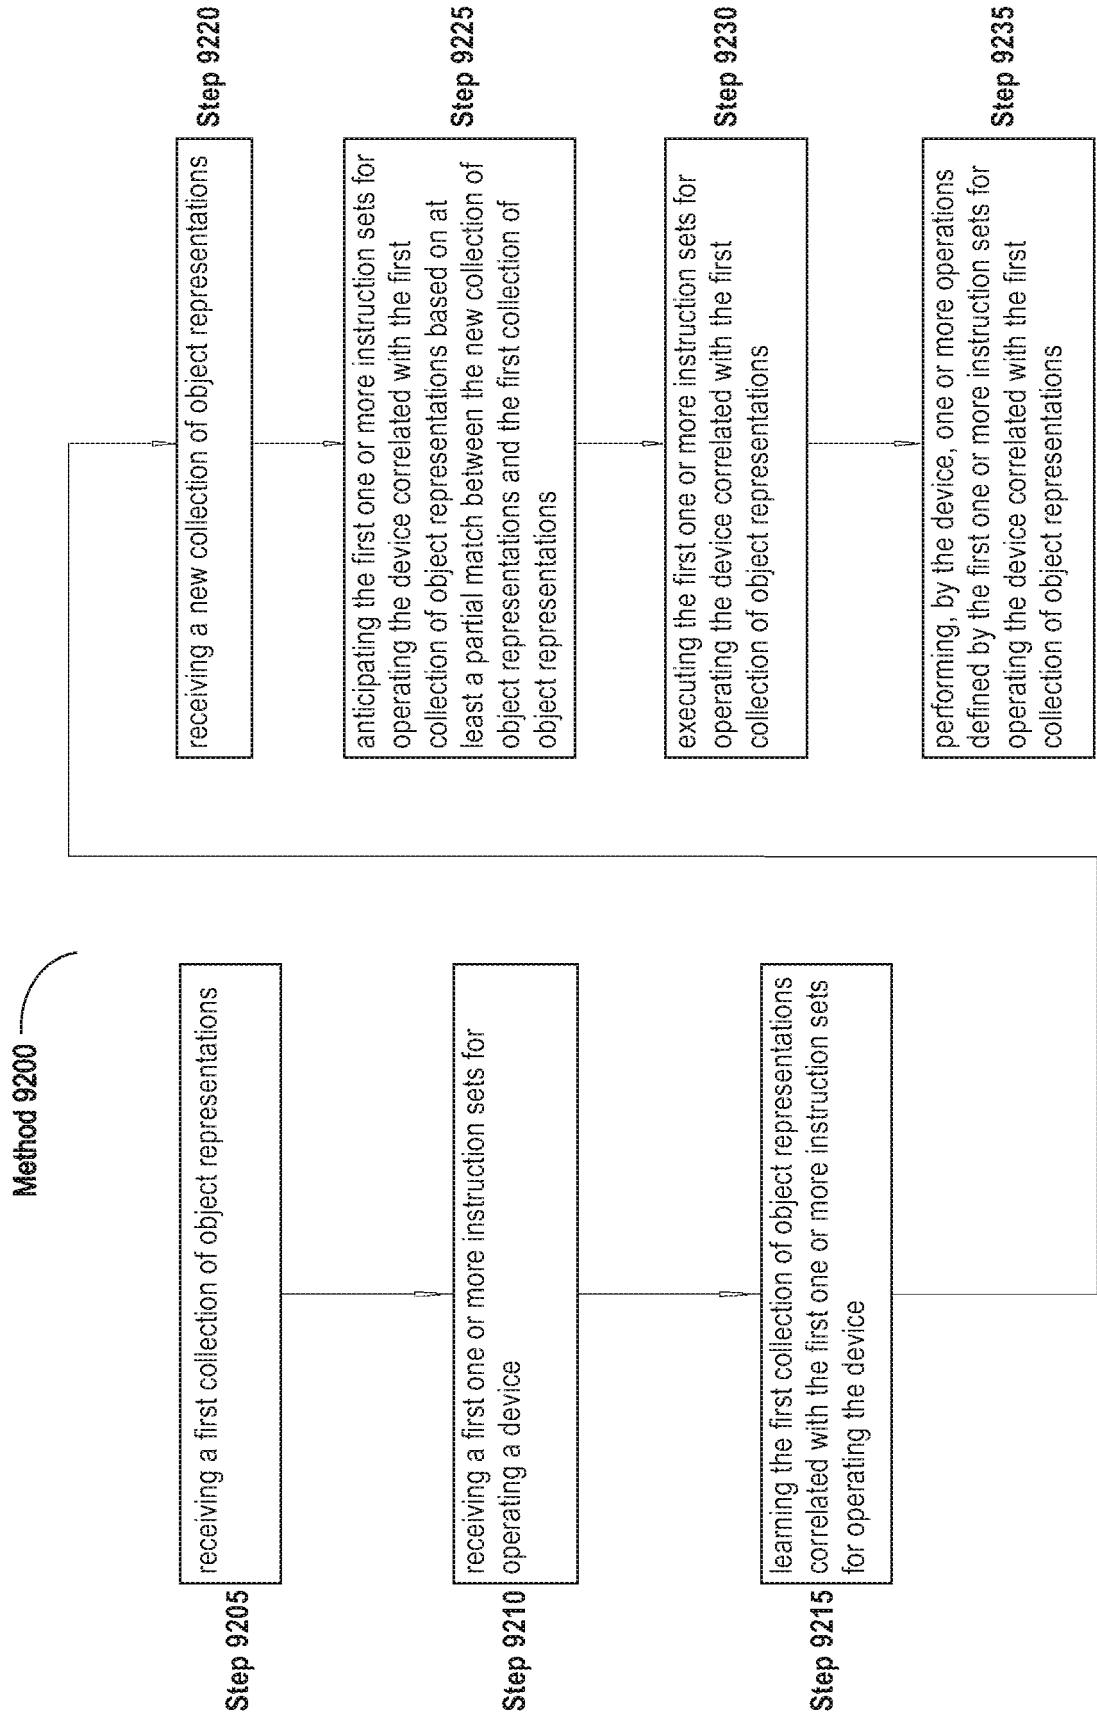 Method 9200
Step 9205
receiving a first collection of object representations
Step 9210
receiving a first one or more instruction sets for
operating a device
Step 9215
learning the first collection of object representations
correlated with the first one or more instruction sets
for operating the device
receiving a new collection of object representations
Step 9220
anticipating the first one or more instruction sets for
operating the device correlated with the first
collection of object representations based on at
least a partial match between the new collection of
object representations and the first collection of
object representations
Step 9225
executing the first one or more instruction sets for
operating the device correlated with the first
collection of object representations
Step 9230
performing, by the device, one or more operations
defined by the first one or more instruction sets for
operating the device correlated with the first
collection of object representations
Step 9235